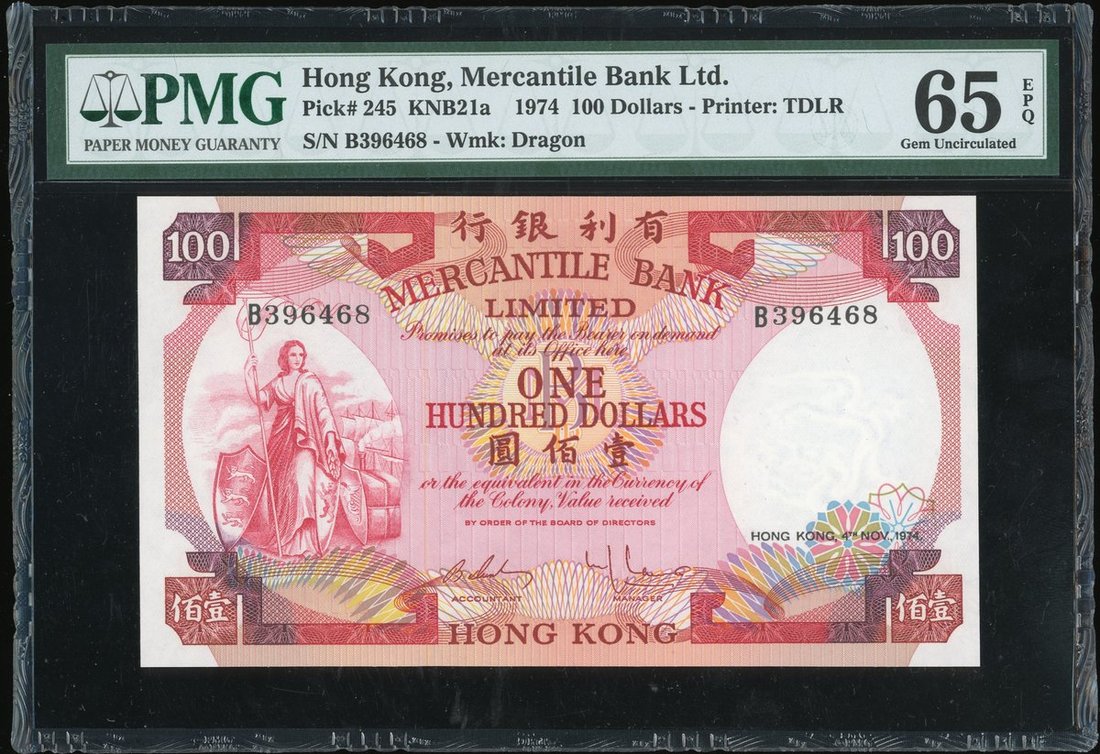 PMG
PAPER MONEY GUARANTY
Hong Kong, Mercantile Bank Ltd.
Pick# 245 KNB21a 1974 100 Dollars - Printer: TDLR
S/N B396468 - Wmk: Dragon
65 EPQ
Gem Uncirculated
行銀利有
100
100
MERCANTILE BANK
LIMITED
B396468
B396468
Promises to pay the Bearer on demand
at its Office here
ONE
HUNDRED DOLLARS
圓佰壹
or the equivalent in the Currency of
the Colony, Value received
BY ORDER OF THE BOARD OF DIRECTORS
HONG KONG, 4TH NOV, 1974.
ACCOUNTANT
MANAGER
佰壹
佰壹
HONG KONG